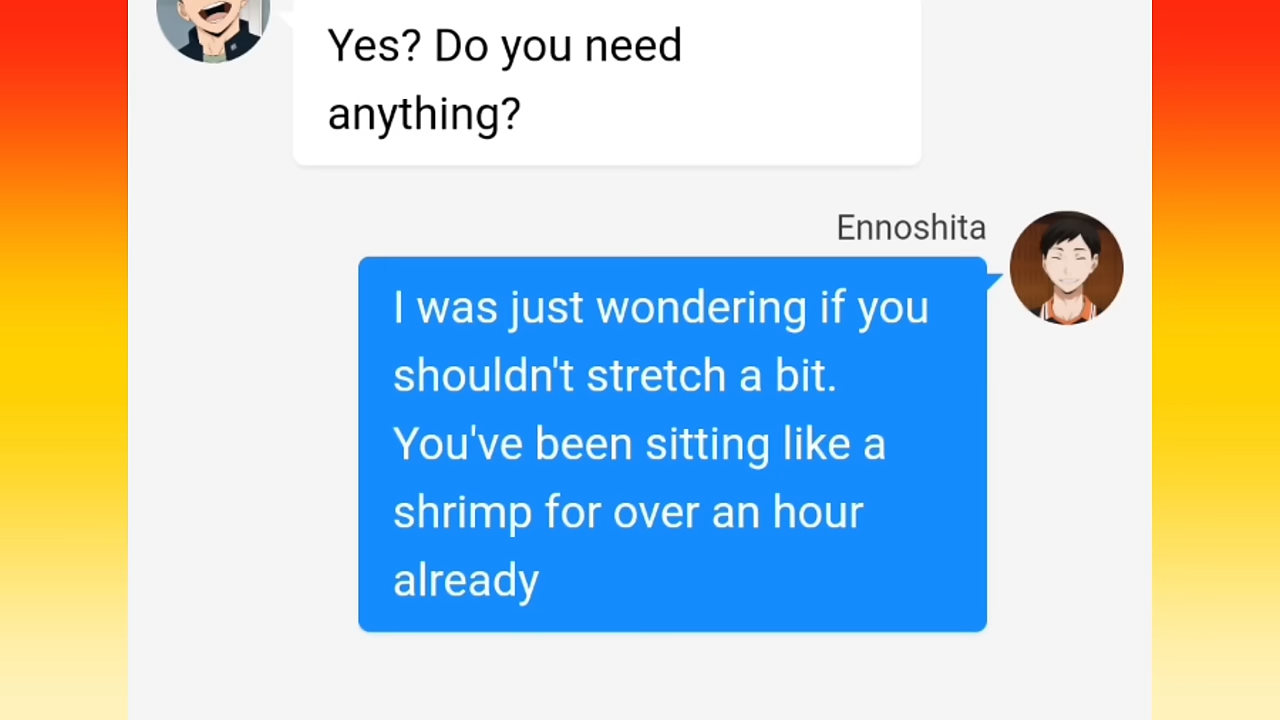 Yes? Do you need
anything?
Ennoshita
I was just wondering if you
shouldn't stretch a bit.
You've been sitting like a
shrimp for over an hour
already